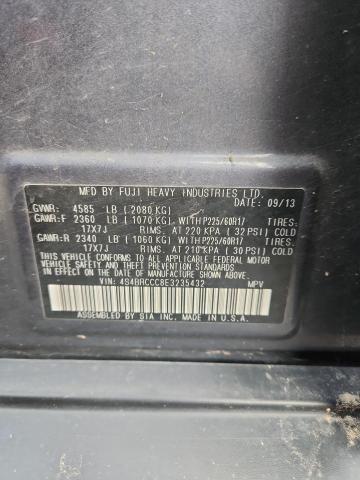 MFD BY FUJI HEAVY INDUSTRIES LTD.
DATE: 09/13
GVWR: 4585 LB ( 2080 KG)
GAWR:F 2360 LB ( 1070 KG) WITH P225/60R17 TIRES:
17X7J RIMS, AT 220 KPA ( 32 PSI) COLD
GAWR:R 2340 LB ( 1060 KG) WITH P225/60R17 TIRES:
17X7J RIMS, AT 210 KPA ( 30 PSI) COLD
THIS VEHICLE CONFORMS TO ALL APPLICABLE FEDERAL MOTOR
VEHICLE SAFETY AND THEFT PREVENTION STANDARDS IN EFFECT
ON THE DATE OF MANUFACTURE SHOWN ABOVE.
VIN: 4S4BRCCC8E3235432 MPV
ASSEMBLED BY SIA INC. MADE IN U.S.A.